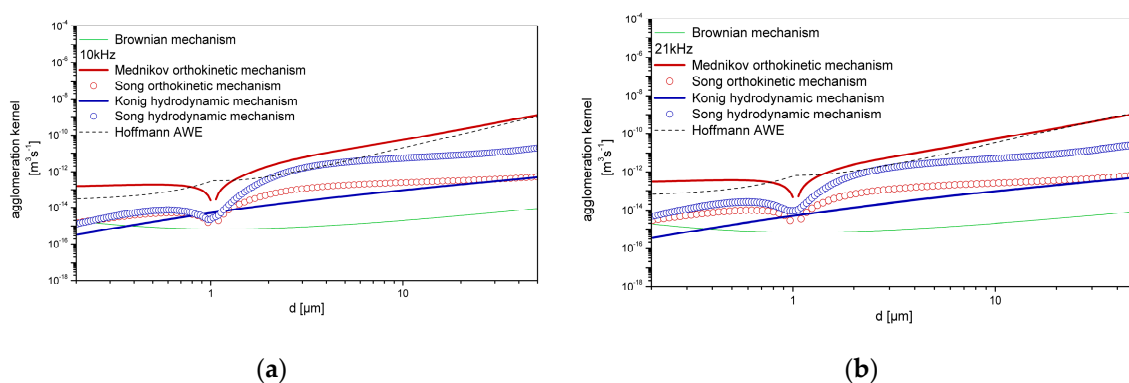 10⁻⁴
10⁻⁶
10⁻⁸
10⁻¹⁰
10⁻¹²
10⁻¹⁴
10⁻¹⁶
10⁻¹⁸
agglomeration kernel
[m³s⁻¹]
Brownian mechanism
10kHz
Mednikov orthokinetic mechanism
Song orthokinetic mechanism
Konig hydrodynamic mechanism
Song hydrodynamic mechanism
Hoffmann AWE
1
10
d [µm]
(a)
10⁻⁴
10⁻⁶
10⁻⁸
10⁻¹⁰
10⁻¹²
10⁻¹⁴
10⁻¹⁶
10⁻¹⁸
agglomeration kernel
[m³s⁻¹]
Brownian mechanism
21kHz
Mednikov orthokinetic mechanism
Song orthokinetic mechanism
Konig hydrodynamic mechanism
Song hydrodynamic mechanism
Hoffmann AWE
1
10
d [µm]
(b)